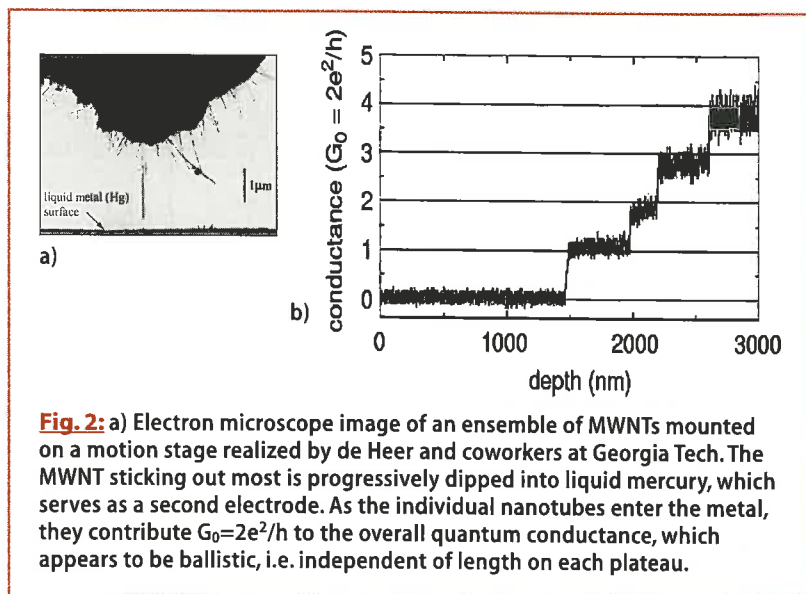 a)
liquid metal (Hg)
surface
1µm
b)
conductance (G₀ = 2e²/h)
5
4
3
2
1
0
0 1000 2000 3000
depth (nm)
Fig. 2: a) Electron microscope image of an ensemble of MWNTs mounted
on a motion stage realized by de Heer and coworkers at Georgia Tech. The
MWNT sticking out most is progressively dipped into liquid mercury, which
serves as a second electrode. As the individual nanotubes enter the metal,
they contribute G₀=2e²/h to the overall quantum conductance, which
appears to be ballistic, i.e. independent of length on each plateau.